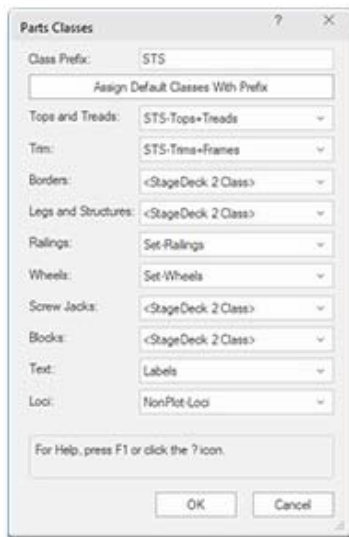 Parts Classes ? ×
Class Prefix: STS
Assign Default Classes With Prefix
Tops and Treads: STS-Tops+Treads
Trim: STS-Trims+Frames
Borders: <StageDeck 2 Class>
Legs and Structures: <StageDeck 2 Class>
Railings: Set-Railings
Wheels: Set-Wheels
Screw Jacks: <StageDeck 2 Class>
Blocks: <StageDeck 2 Class>
Text: Labels
Loci: NonPlot-Loci
For Help, press F1 or click the ? icon.
OK Cancel